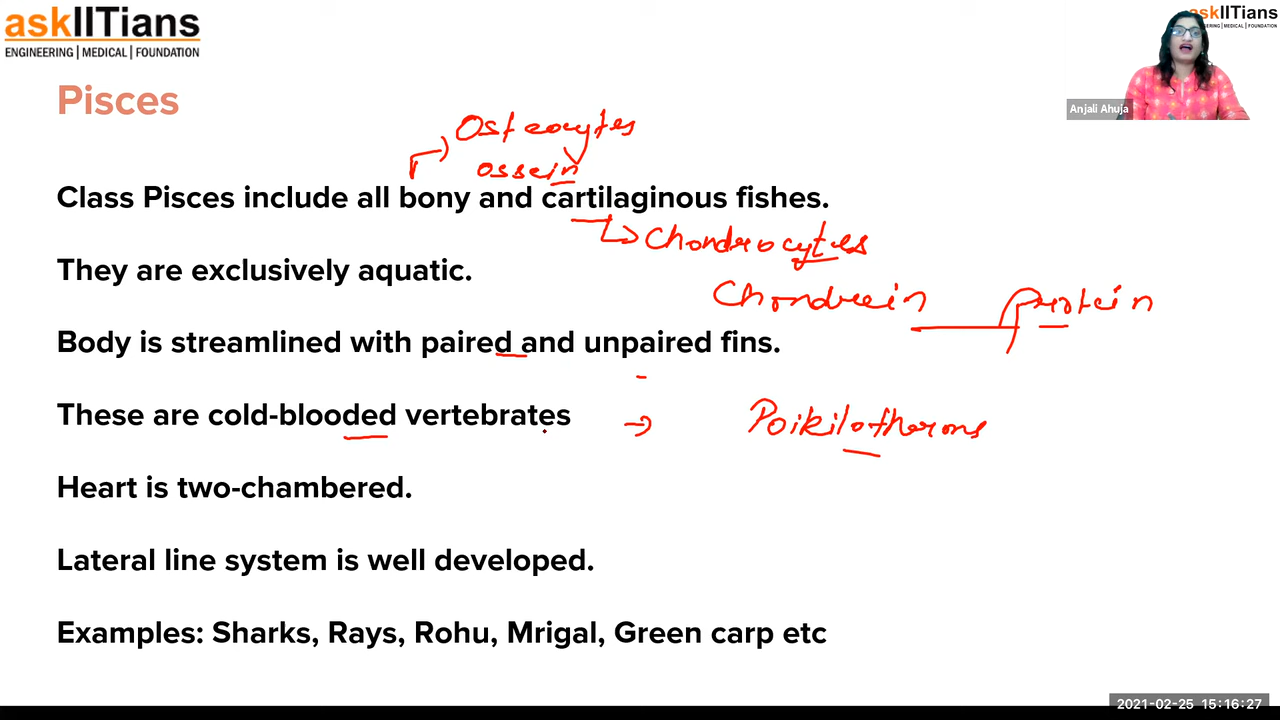 askIITians
ENGINEERING | MEDICAL | FOUNDATION
askIITians
ENGINEERING | MEDICAL | FOUNDATION
Anjali Ahuja
Pisces
Osteocytes
ossein
Class Pisces include all bony and cartilaginous fishes.
Chondrocytes
They are exclusively aquatic.
Chondrein protein
Body is streamlined with paired and unpaired fins.
These are cold-blooded vertebrates → Poikilotherms
Heart is two-chambered.
Lateral line system is well developed.
Examples: Sharks, Rays, Rohu, Mrigal, Green carp etc
2021-02-25 15:16:27